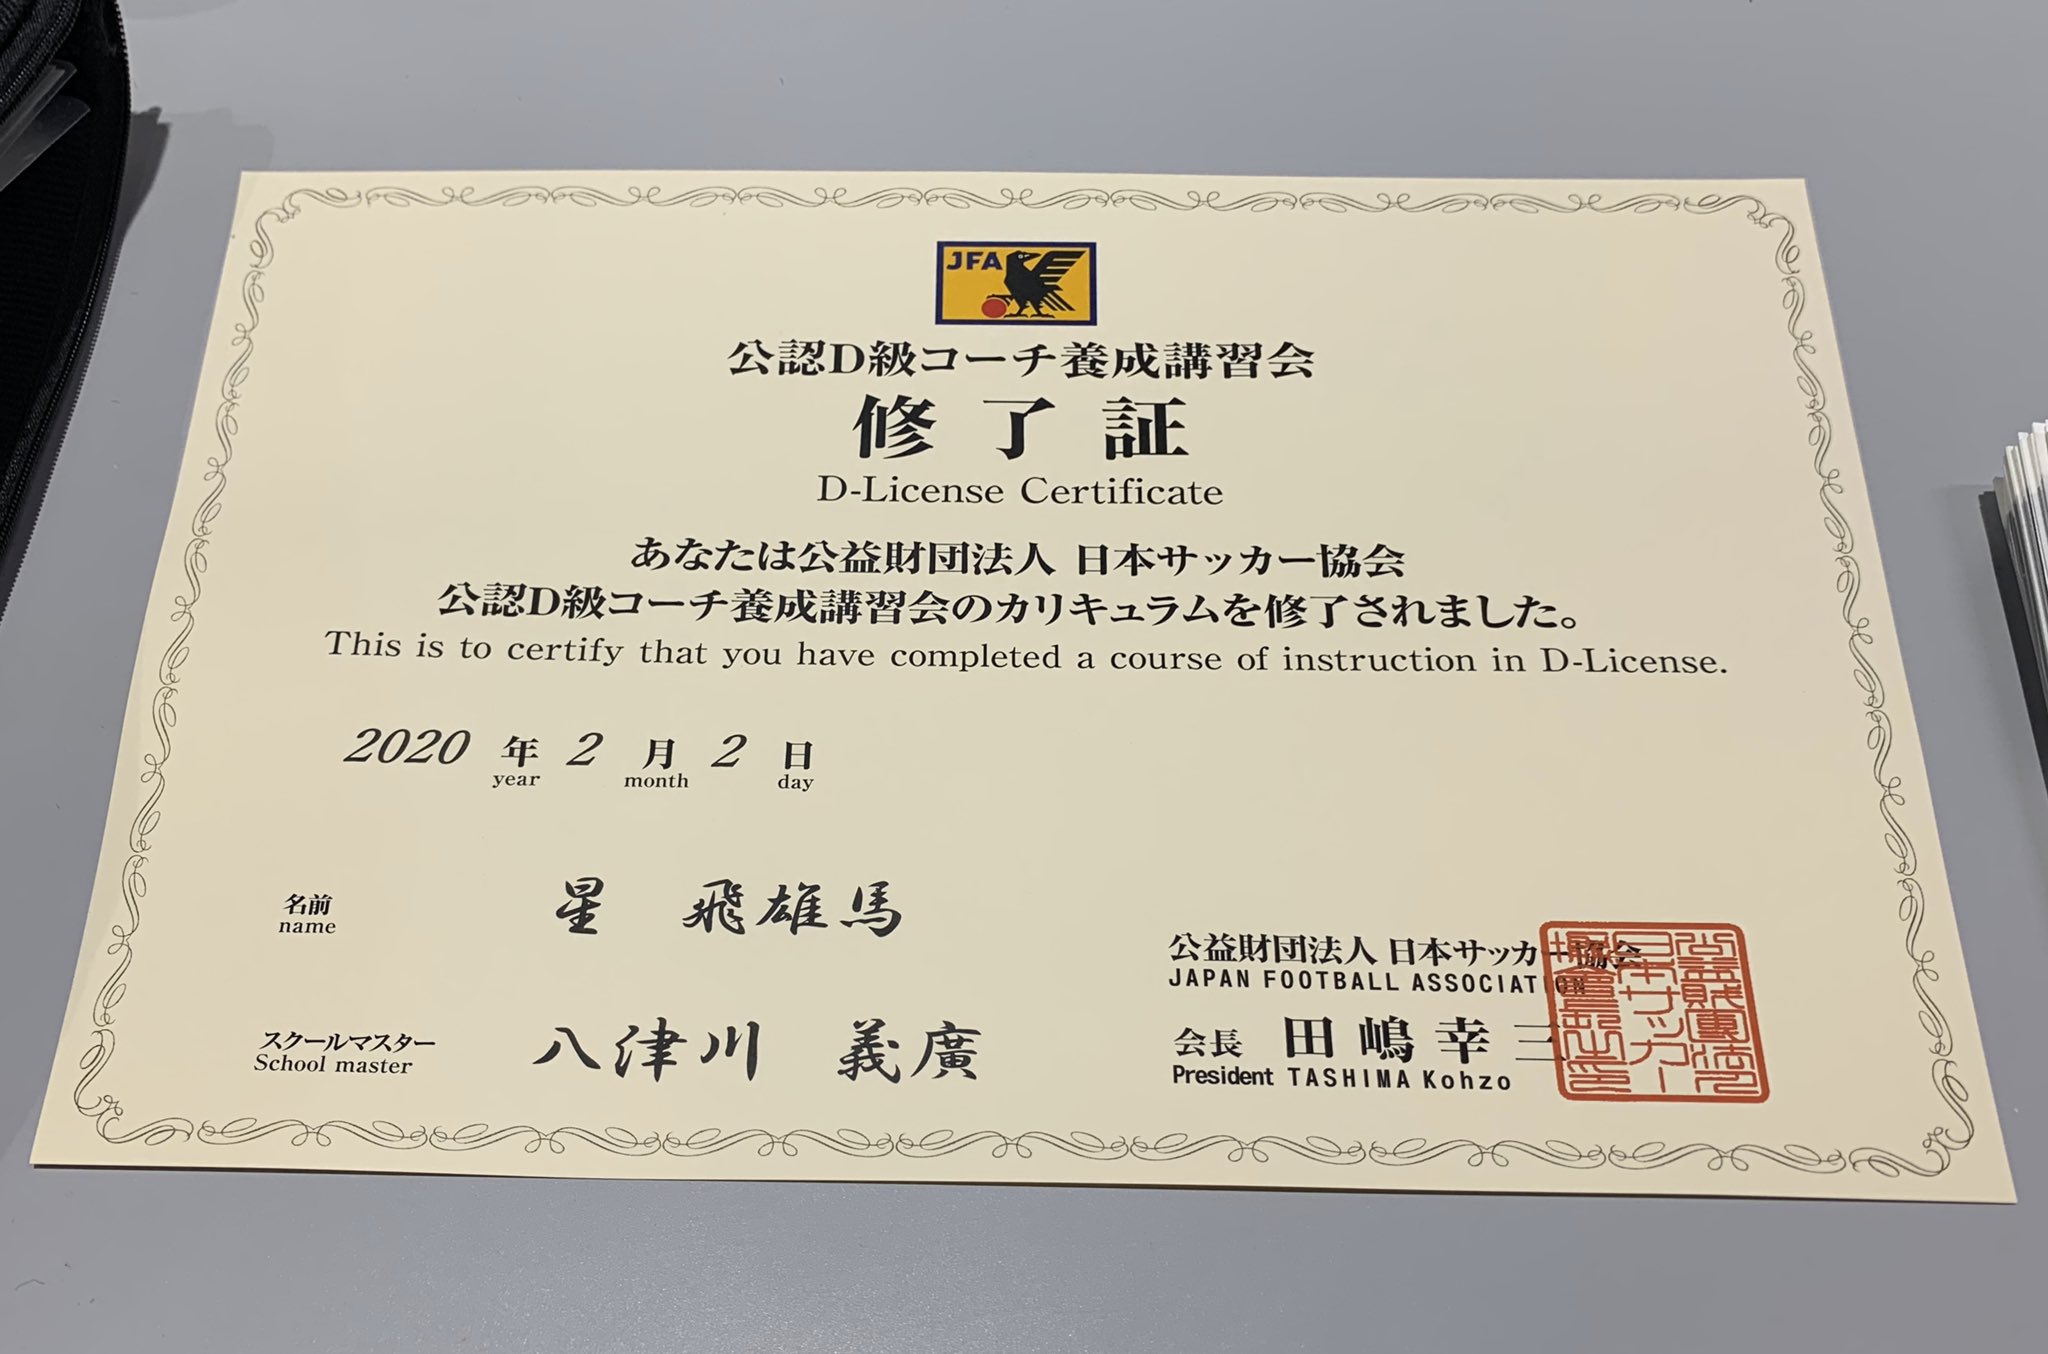 JFA
公認D級コーチ養成講習会
修了証
D-License Certificate
あなたは公益財団法人 日本サッカー協会
公認D級コーチ養成講習会のカリキュラムを修了されました。
This is to certify that you have completed a course of instruction in D-License.
2020 年 2 月 2 日
year month day
名前 星 飛雄馬
name
スクールマスター 八津川 義廣
School master
公益財団法人 日本サッカー協会
JAPAN FOOTBALL ASSOCIATION
会長 田嶋幸三
President TASHIMA Kohzo